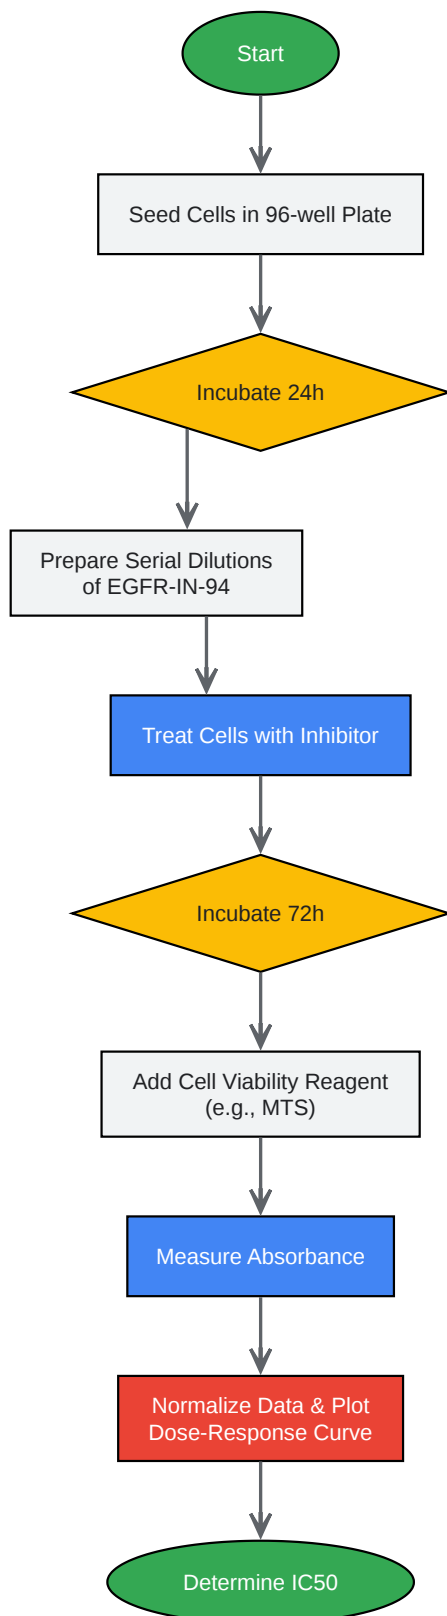 Start
Seed Cells in 96-well Plate
Incubate 24h
Prepare Serial Dilutions
of EGFR-IN-94
Treat Cells with Inhibitor
Incubate 72h
Add Cell Viability Reagent
(e.g., MTS)
Measure Absorbance
Normalize Data & Plot
Dose-Response Curve
Determine IC50